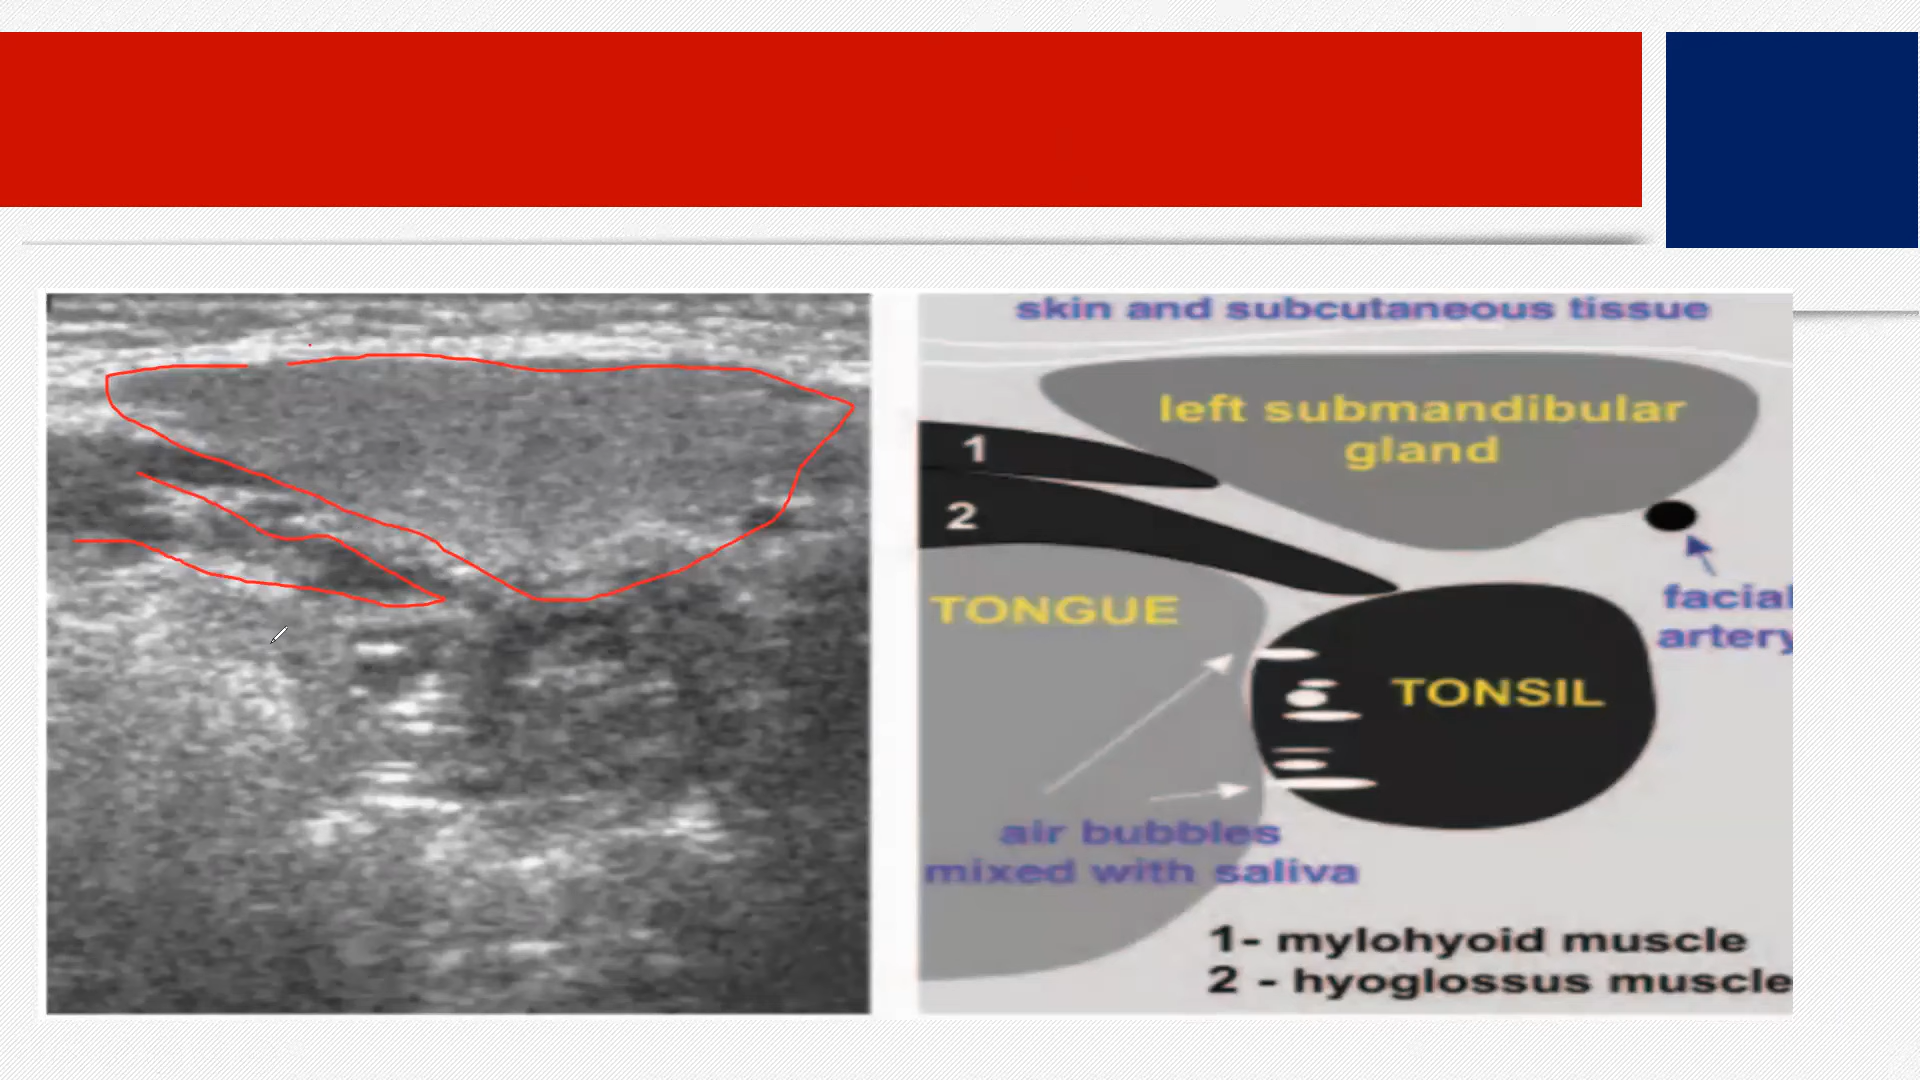 skin and subcutaneous tissue
left submandibular
gland
1
2
TONGUE
facial
artery
TONSIL
air bubbles
mixed with saliva
1- mylohyoid muscle
2 - hyoglossus muscle